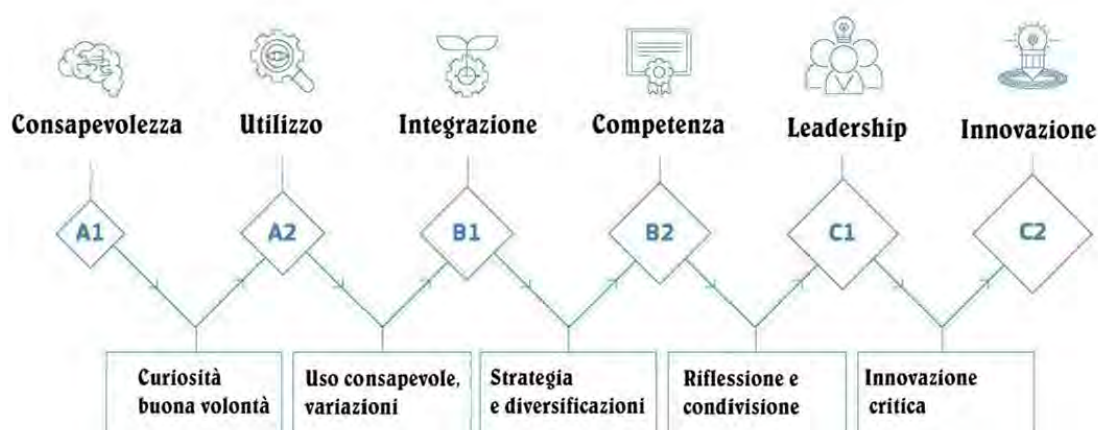 Consapevolezza
Utilizzo
Integrazione
Competenza
Leadership
Innovazione
A1
A2
B1
B2
C1
C2
Curiosità
buona volontà
Uso consapevole,
variazioni
Strategia
e diversificazioni
Riflessione e
condivisione
Innovazione
critica